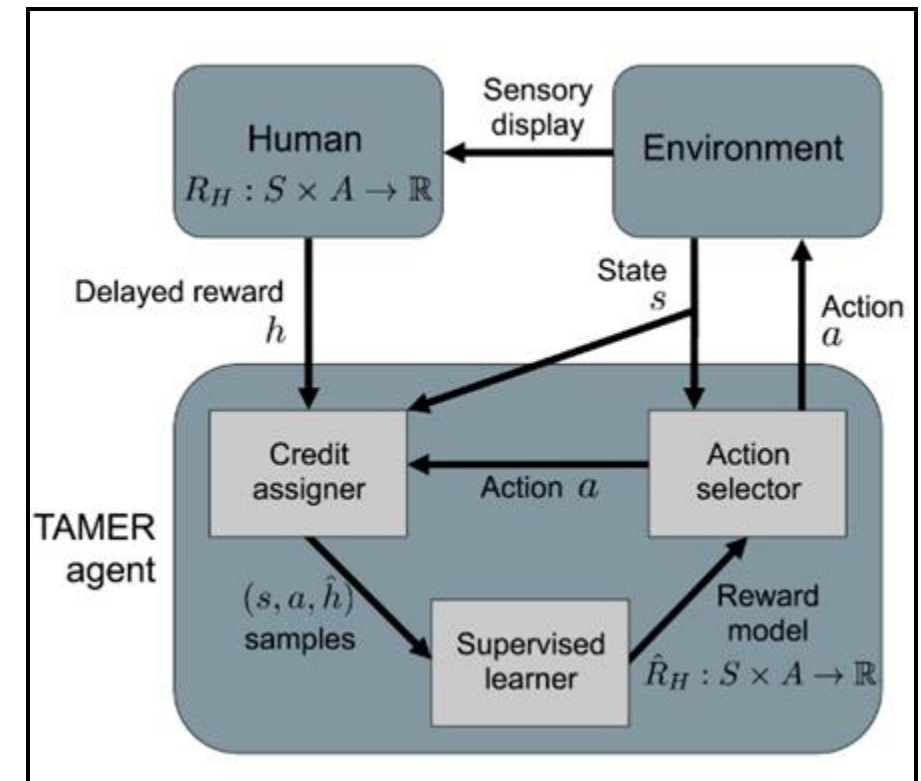 Human
R_H : S × A → ℝ
Sensory
display
Environment
Delayed reward
h
State
s
Action
a
Credit
assigner
Action a
Action
selector
TAMER
agent
(s, a, ĥ)
samples
Supervised
learner
Reward
model
R̂_H : S × A → ℝ